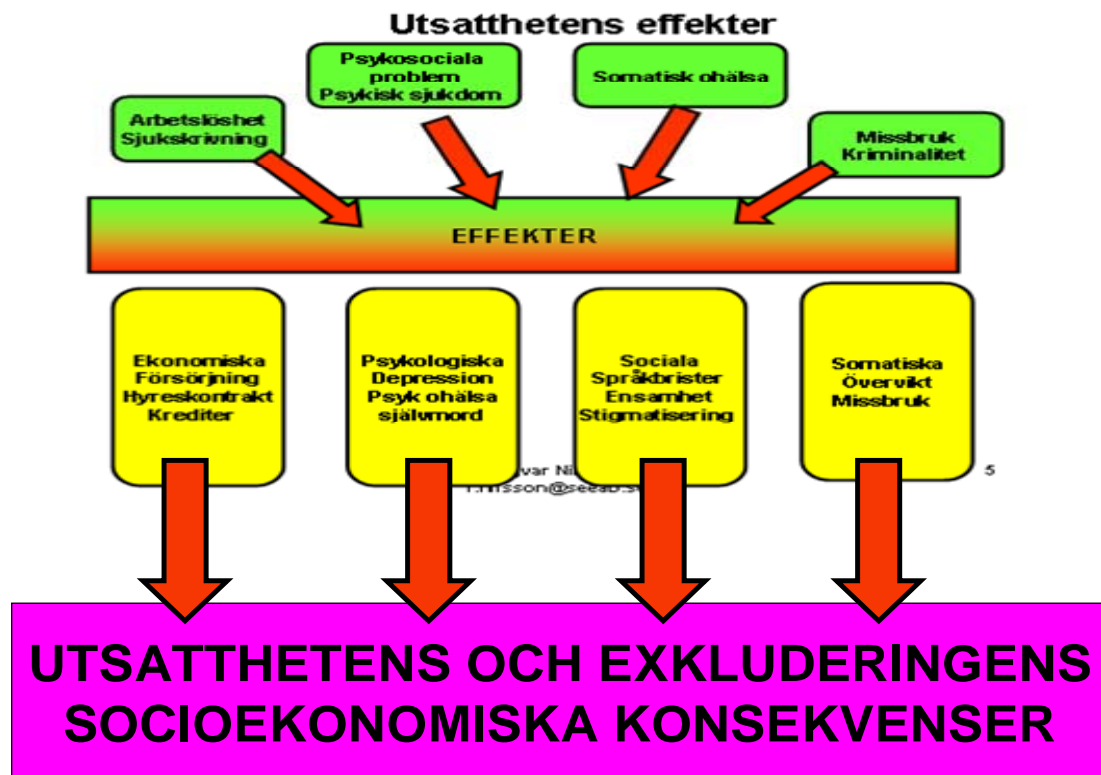 Utsatthetens effekter
Psykosociala
problem
Psykisk sjukdom
Somatisk ohälsa
Arbetslöshet
Sjukskrivning
Missbruk
Kriminalitet
EFFEKTER
Ekonomiska
Försörjning
Hyreskontrakt
Krediter
Psykologiska
Depression
Psyk ohälsa
självmord
Sociala
Språkbrister
Ensamhet
Stigmatisering
Somatiska
Övervikt
Missbruk
5
UTSATTHETENS OCH EXKLUDERINGENS
SOCIOEKONOMISKA KONSEKVENSER